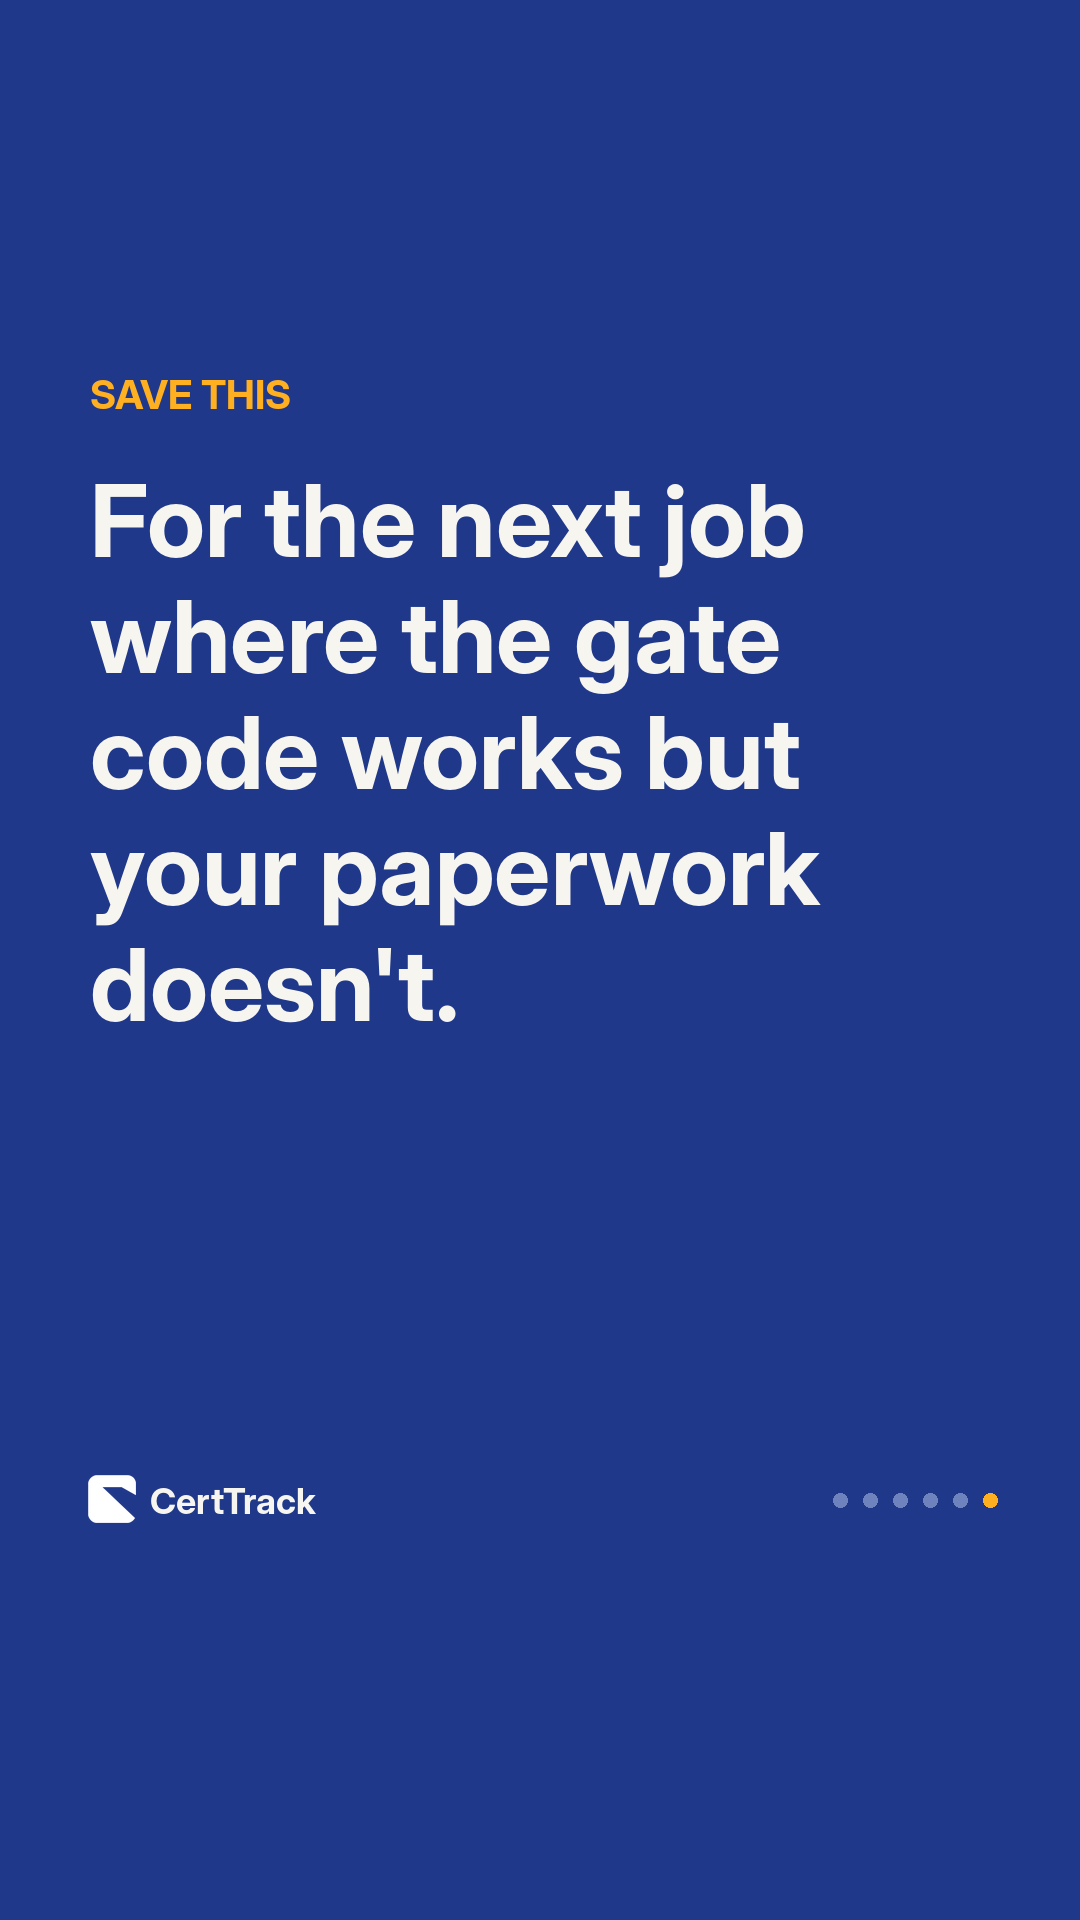 SAVE THIS
For the next job
where the gate
code works but
your paperwork
doesn't.
CertTrack